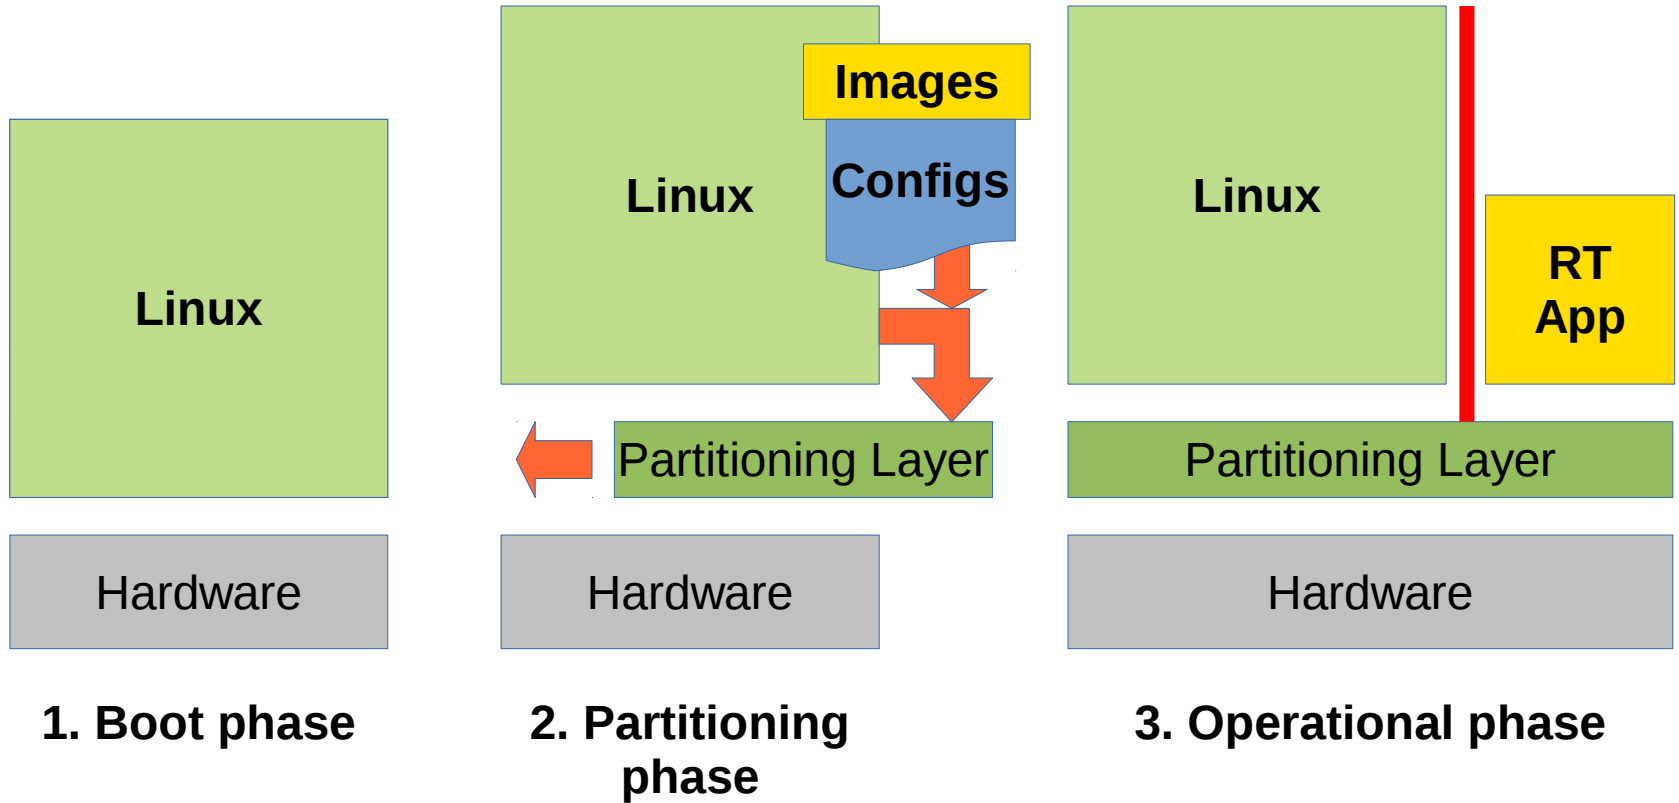 Linux
Hardware
1. Boot phase
Images
Configs
Linux
Partitioning Layer
Hardware
2. Partitioning
phase
Linux
RT
App
Partitioning Layer
Hardware
3. Operational phase